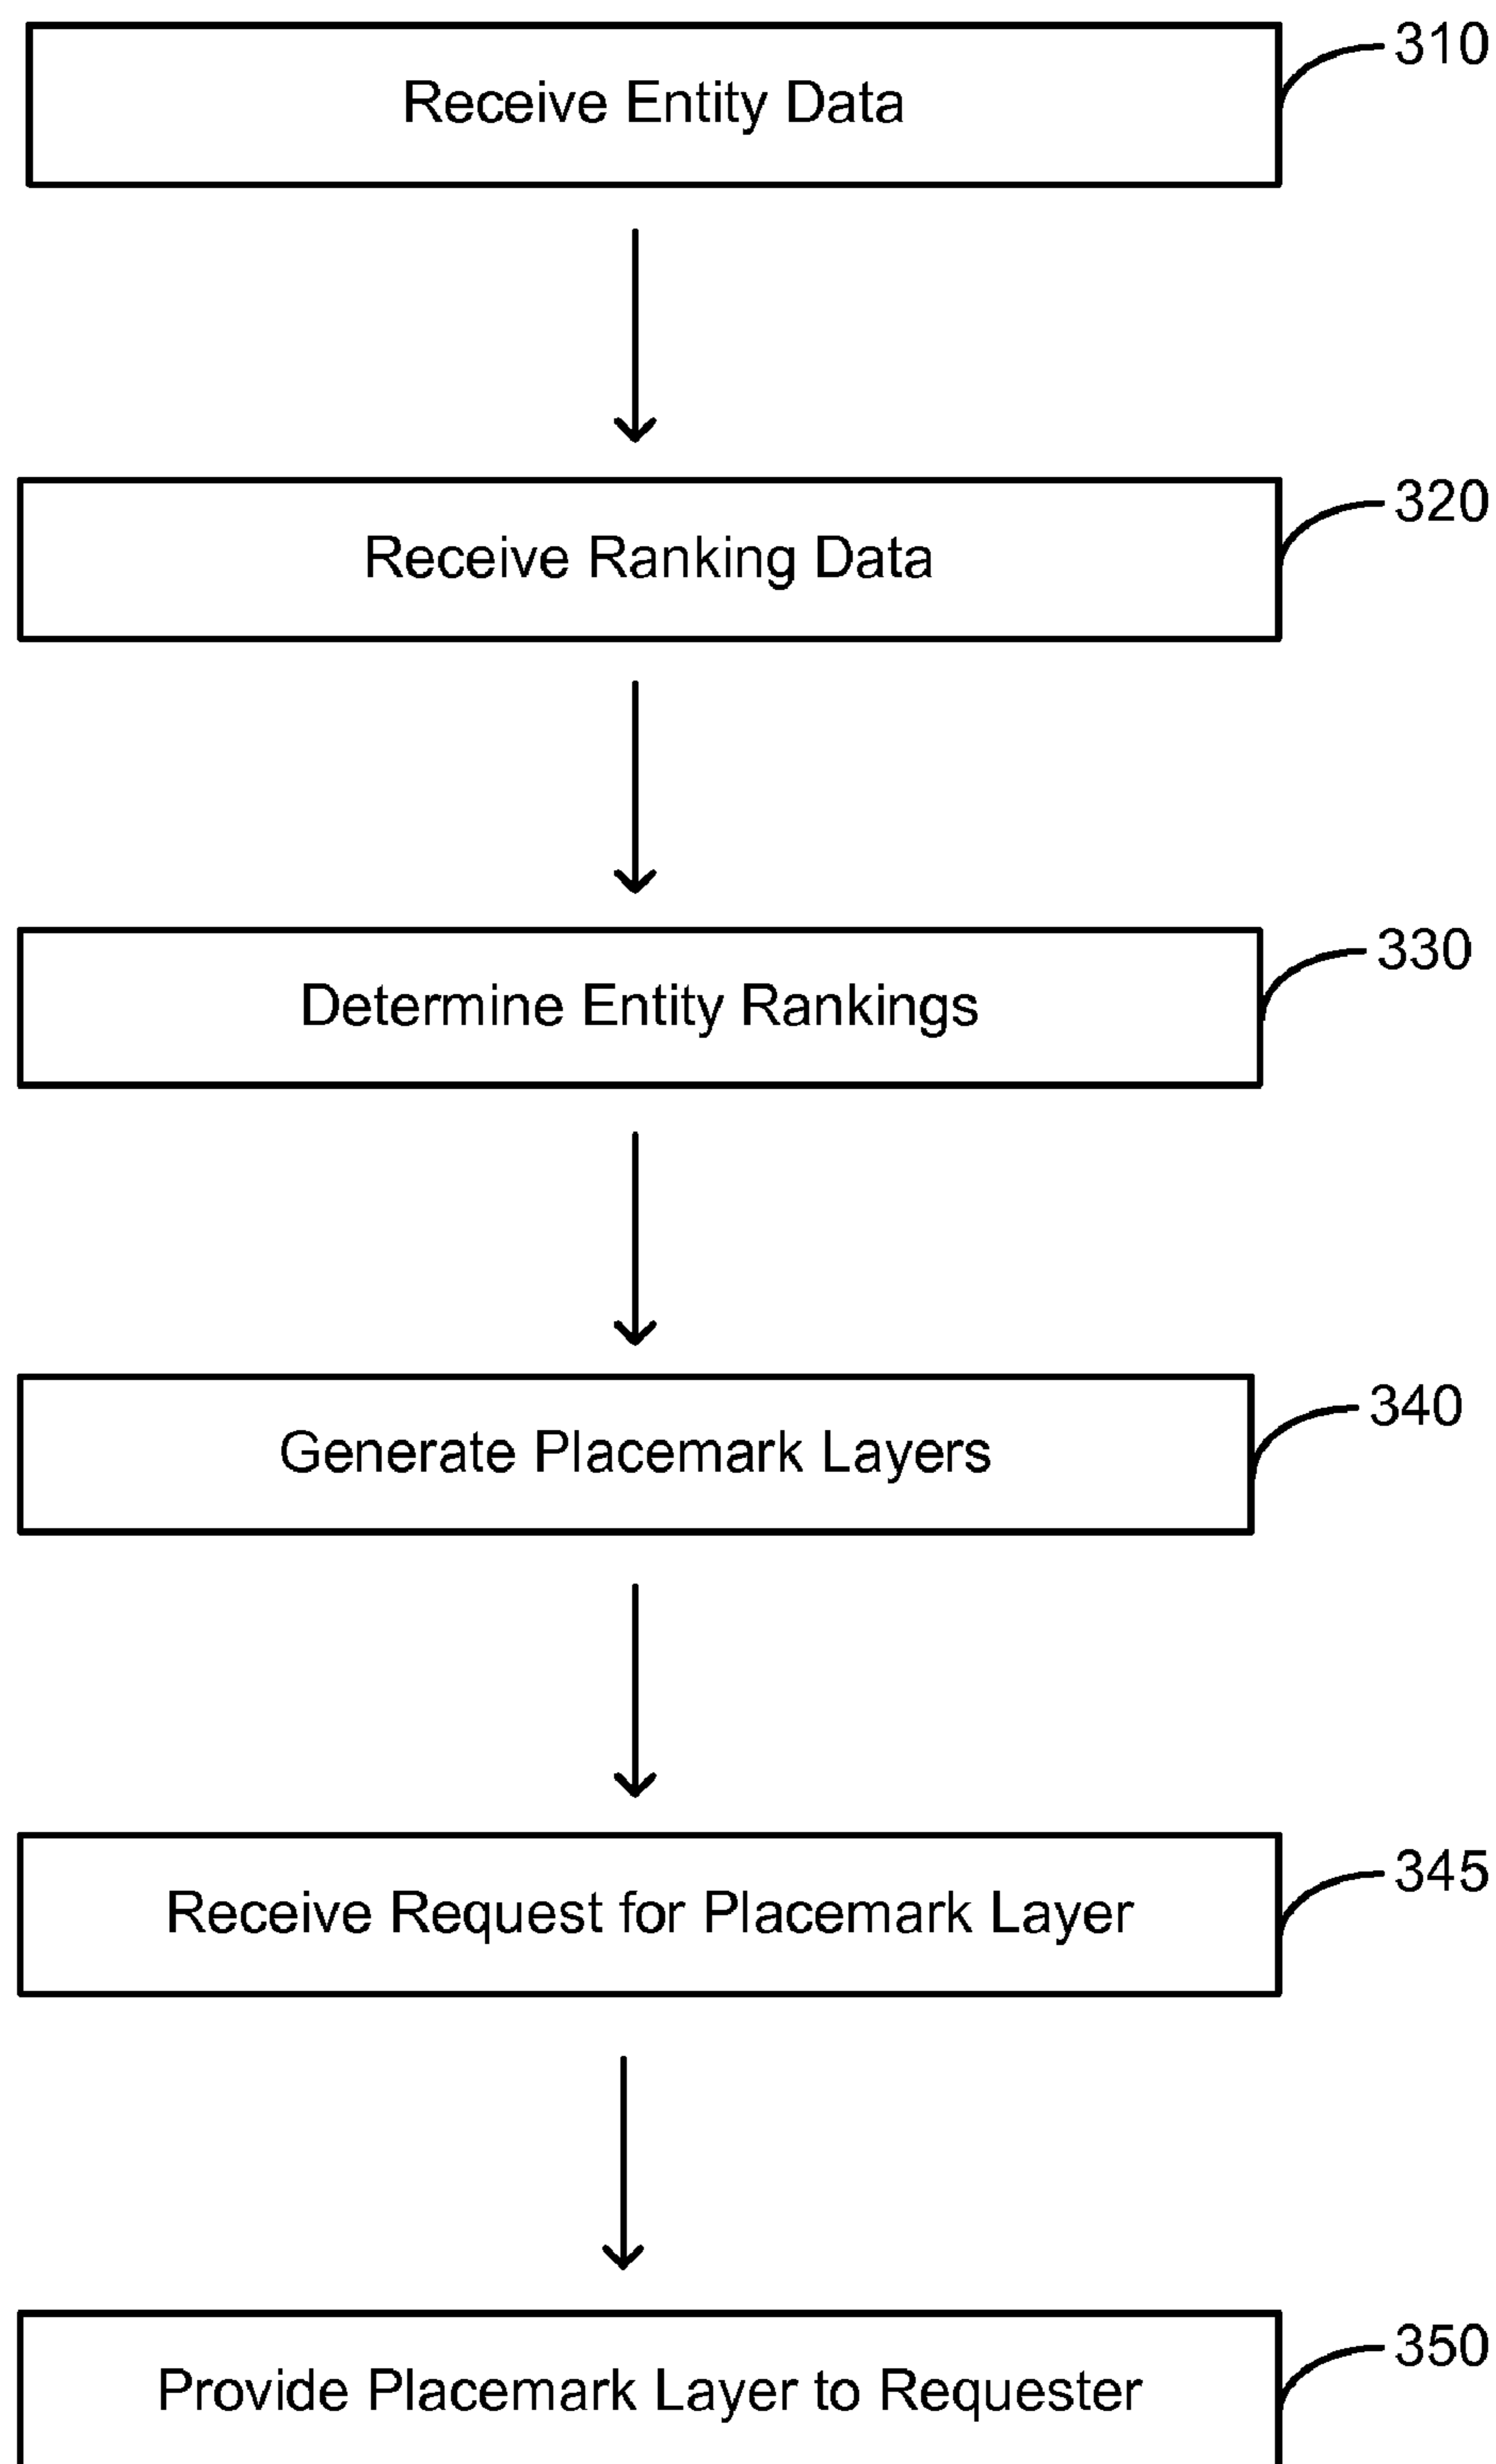 Receive Entity Data
310
Receive Ranking Data
320
Determine Entity Rankings
330
Generate Placemark Layers
340
Receive Request for Placemark Layer
345
Provide Placemark Layer to Requester
350